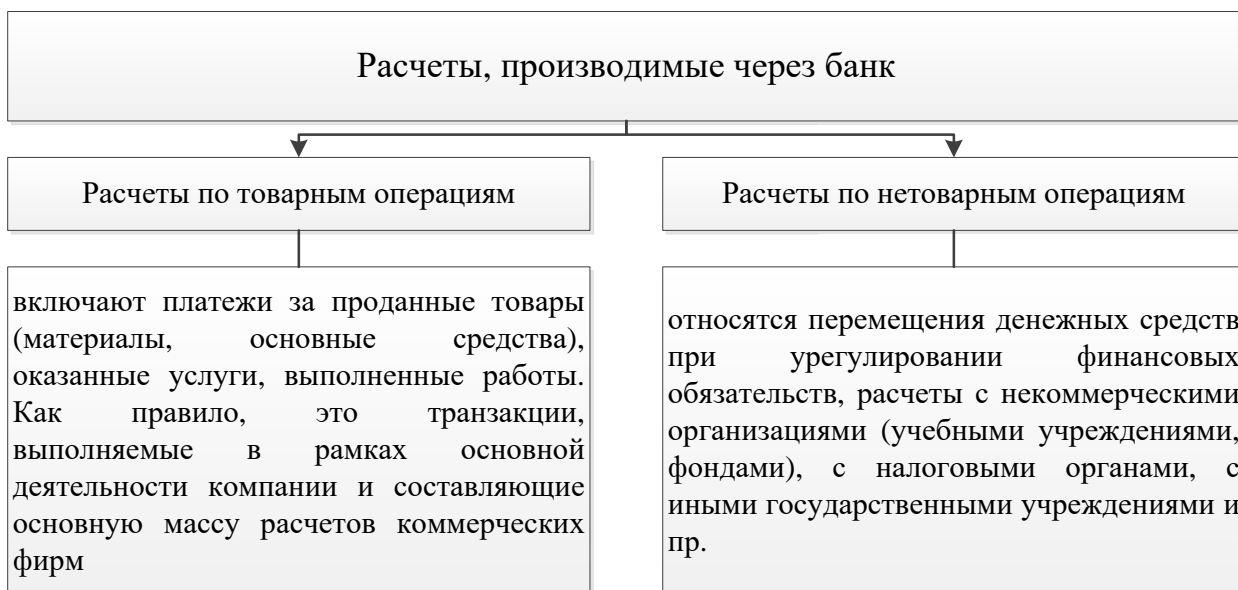 Расчеты, производимые через банк
Расчеты по товарным операциям
Расчеты по нетоварным операциям
включают платежи за проданные товары
(материалы, основные средства),
оказанные услуги, выполненные работы.
Как правило, это транзакции,
выполняемые в рамках основной
деятельности компании и составляющие
основную массу расчетов коммерческих
фирм
относятся перемещения денежных средств
при урегулировании финансовых
обязательств, расчеты с некоммерческими
организациями (учебными учреждениями,
фондами), с налоговыми органами, с
иными государственными учреждениями и
пр.